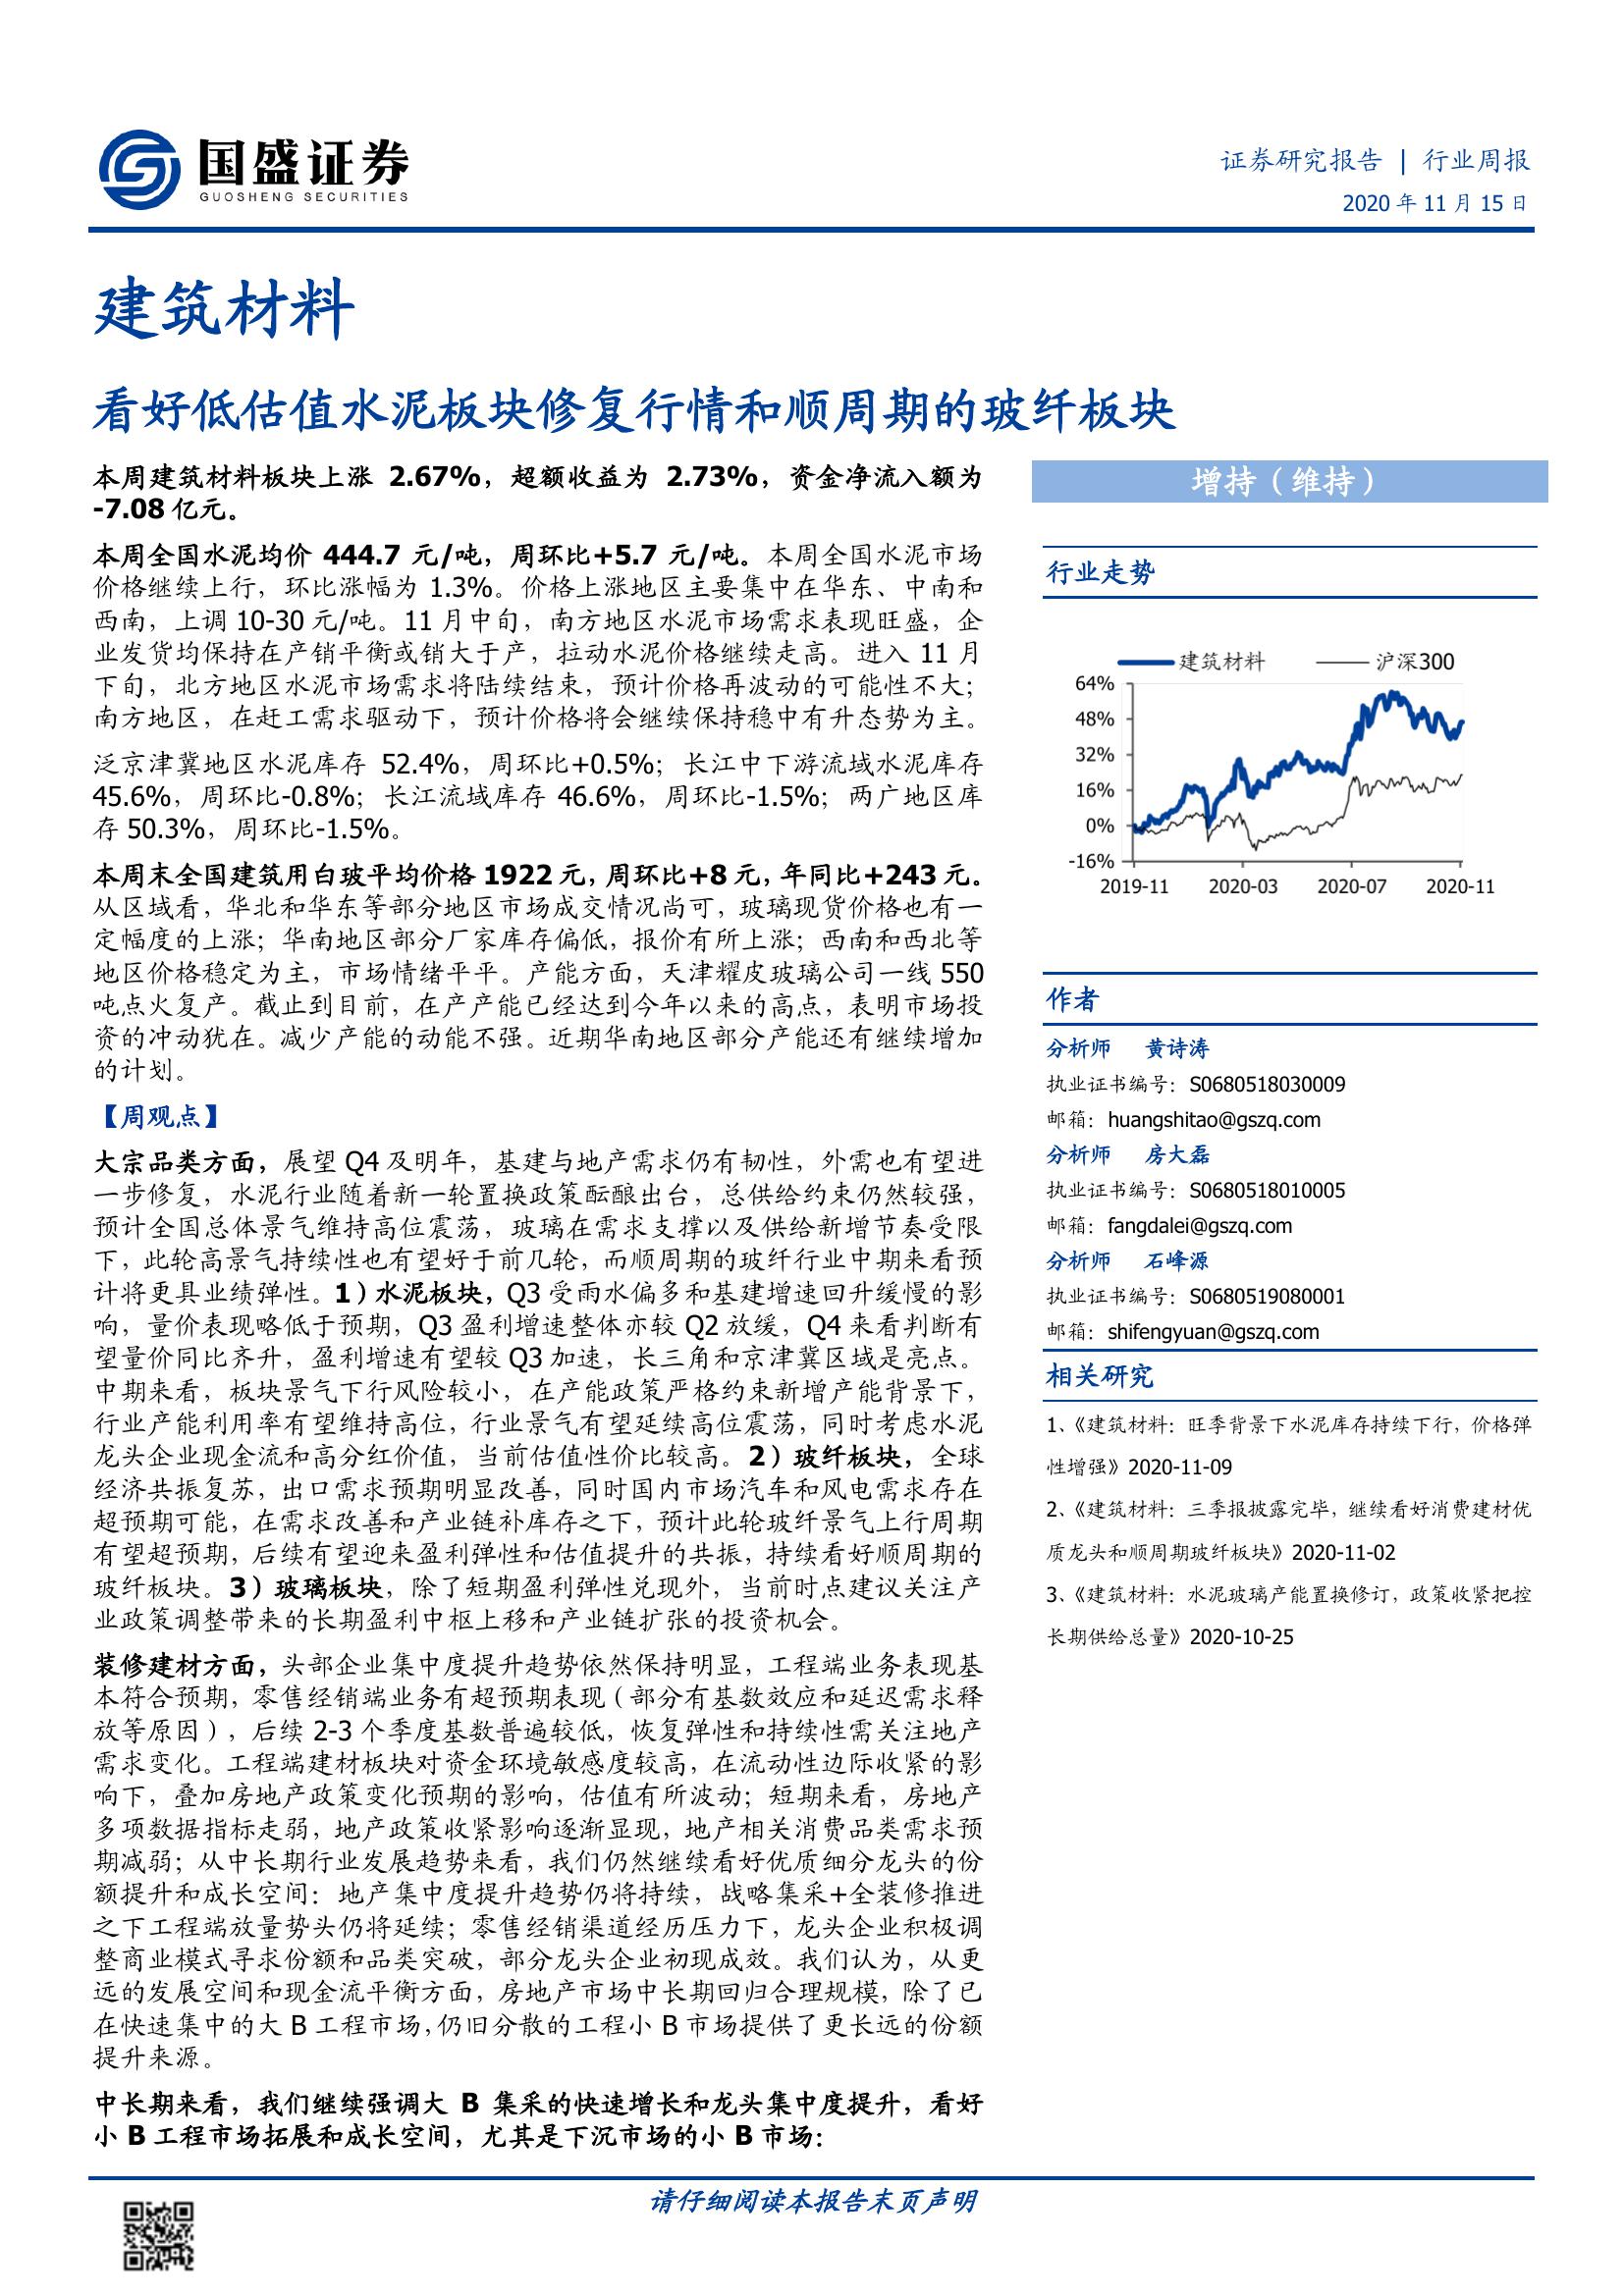 国盛证券
GUOSHENG SECURITIES
证券研究报告 | 行业周报
2020 年 11 月 15 日
建筑材料
看好低估值水泥板块修复行情和顺周期的玻纤板块
本周建筑材料板块上涨 2.67%，超额收益为 2.73%，资金净流入额为
-7.08 亿元。
本周全国水泥均价 444.7 元/吨，周环比+5.7 元/吨。本周全国水泥市场
价格继续上行，环比涨幅为 1.3%。价格上涨地区主要集中在华东、中南和
西南，上调 10-30 元/吨。11 月中旬，南方地区水泥市场需求表现旺盛，企
业发货均保持在产销平衡或销大于产，拉动水泥价格继续走高。进入 11 月
下旬，北方地区水泥市场需求将陆续结束，预计价格再波动的可能性不大；
南方地区，在赶工需求驱动下，预计价格将会继续保持稳中有升态势为主。
泛京津冀地区水泥库存 52.4%，周环比+0.5%；长江中下游流域水泥库存
45.6%，周环比-0.8%；长江流域库存 46.6%，周环比-1.5%；两广地区库
存 50.3%，周环比-1.5%。
本周末全国建筑用白玻平均价格 1922 元，周环比+8 元，年同比+243 元。
从区域看，华北和华东等部分地区市场成交情况尚可，玻璃现货价格也有一
定幅度的上涨；华南地区部分厂家库存偏低，报价有所上涨；西南和西北等
地区价格稳定为主，市场情绪平平。产能方面，天津耀皮玻璃公司一线 550
吨点火复产。截止到目前，在产产能已经达到今年以来的高点，表明市场投
资的冲动犹在。减少产能的动能不强。近期华南地区部分产能还有继续增加
的计划。
【周观点】
大宗品类方面，展望 Q4 及明年，基建与地产需求仍有韧性，外需也有望进
一步修复，水泥行业随着新一轮置换政策酝酿出台，总供给约束仍然较强，
预计全国总体景气维持高位震荡，玻璃在需求支撑以及供给新增节奏受限
下，此轮高景气持续性也有望好于前几轮，而顺周期的玻纤行业中期来看预
计将更具业绩弹性。1）水泥板块，Q3 受雨水偏多和基建增速回升缓慢的影
响，量价表现略低于预期，Q3 盈利增速整体亦较 Q2 放缓，Q4 来看判断有
望量价同比齐升，盈利增速有望较 Q3 加速，长三角和京津冀区域是亮点。
中期来看，板块景气下行风险较小，在产能政策严格约束新增产能背景下，
行业产能利用率有望维持高位，行业景气有望延续高位震荡，同时考虑水泥
龙头企业现金流和高分红价值，当前估值性价比较高。2）玻纤板块，全球
经济共振复苏，出口需求预期明显改善，同时国内市场汽车和风电需求存在
超预期可能，在需求改善和产业链补库存之下，预计此轮玻纤景气上行周期
有望超预期，后续有望迎来盈利弹性和估值提升的共振，持续看好顺周期的
玻纤板块。3）玻璃板块，除了短期盈利弹性兑现外，当前时点建议关注产
业政策调整带来的长期盈利中枢上移和产业链扩张的投资机会。
装修建材方面，头部企业集中度提升趋势依然保持明显，工程端业务表现基
本符合预期，零售经销端业务有超预期表现（部分有基数效应和延迟需求释
放等原因），后续 2-3 个季度基数普遍较低，恢复弹性和持续性需关注地产
需求变化。工程端建材板块对资金环境敏感度较高，在流动性边际收紧的影
响下，叠加房地产政策变化预期的影响，估值有所波动；短期来看，房地产
多项数据指标走弱，地产政策收紧影响逐渐显现，地产相关消费品类需求预
期减弱；从中长期行业发展趋势来看，我们仍然继续看好优质细分龙头的份
额提升和成长空间：地产集中度提升趋势仍将持续，战略集采+全装修推进
之下工程端放量势头仍将延续；零售经销渠道经历压力下，龙头企业积极调
整商业模式寻求份额和品类突破，部分龙头企业初现成效。我们认为，从更
远的发展空间和现金流平衡方面，房地产市场中长期回归合理规模，除了已
在快速集中的大 B 工程市场，仍旧分散的工程小 B 市场提供了更长远的份额
提升来源。
中长期来看，我们继续强调大 B 集采的快速增长和龙头集中度提升，看好
小 B 工程市场拓展和成长空间，尤其是下沉市场的小 B 市场：
增持（维持）
行业走势
建筑材料 沪深300
64%
48%
32%
16%
0%
-16%
2019-11 2020-03 2020-07 2020-11
作者
分析师 黄诗涛
执业证书编号：S0680518030009
邮箱：huangshitao@gszq.com
分析师 房大磊
执业证书编号：S0680518010005
邮箱：fangdalei@gszq.com
分析师 石峰源
执业证书编号：S0680519080001
邮箱：shifengyuan@gszq.com
相关研究
1、《建筑材料：旺季背景下水泥库存持续下行，价格弹
性增强》2020-11-09
2、《建筑材料：三季报披露完毕，继续看好消费建材优
质龙头和顺周期玻纤板块》2020-11-02
3、《建筑材料：水泥玻璃产能置换修订，政策收紧把控
长期供给总量》2020-10-25
请仔细阅读本报告末页声明